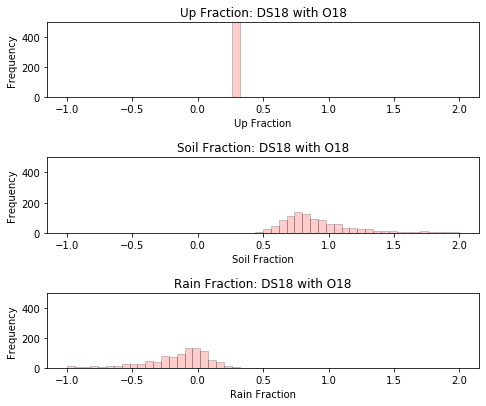 Up Fraction: DS18 with O18
Frequency
400
200
0
−1.0 −0.5 0.0 0.5 1.0 1.5 2.0
Up Fraction
Soil Fraction: DS18 with O18
Frequency
400
200
0
−1.0 −0.5 0.0 0.5 1.0 1.5 2.0
Soil Fraction
Rain Fraction: DS18 with O18
Frequency
400
200
0
−1.0 −0.5 0.0 0.5 1.0 1.5 2.0
Rain Fraction